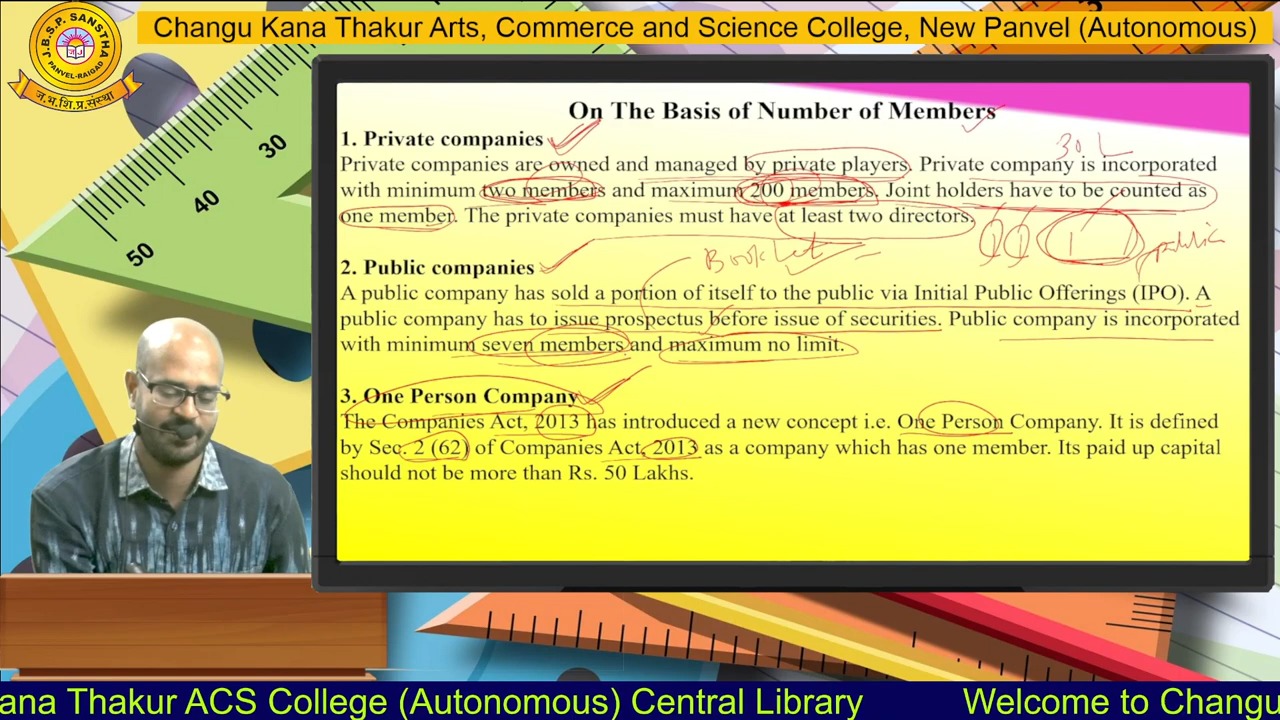 Changu Kana Thakur Arts, Commerce and Science College, New Panvel (Autonomous)
J.B.S.P. SANSTHA
PANVEL-RAIGAD
ज.भ.शि.प्र.संस्था
30
40
50
On The Basis of Number of Members
1. Private companies
30 L
Private companies are owned and managed by private players. Private company is incorporated
with minimum two members and maximum 200 members. Joint holders have to be counted as
one member. The private companies must have at least two directors.
public
Booklet
2. Public companies
A public company has sold a portion of itself to the public via Initial Public Offerings (IPO). A
public company has to issue prospectus before issue of securities. Public company is incorporated
with minimum seven members and maximum no limit.
3. One Person Company
The Companies Act, 2013 has introduced a new concept i.e. One Person Company. It is defined
by Sec. 2 (62) of Companies Act, 2013 as a company which has one member. Its paid up capital
should not be more than Rs. 50 Lakhs.
ana Thakur ACS College (Autonomous) Central Library Welcome to Changu